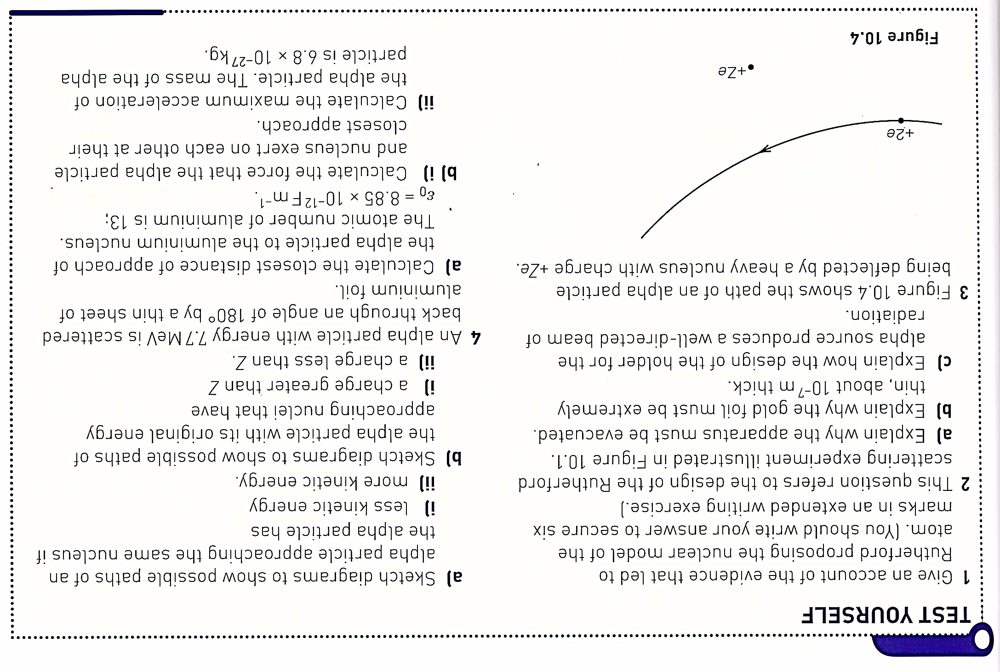 TEST YOURSELF
1 Give an account of the evidence that led to
Rutherford proposing the nuclear model of the
atom. (You should write your answer to secure six
marks in an extended writing exercise.)
2 This question refers to the design of the Rutherford
scattering experiment illustrated in Figure 10.1.
a) Explain why the apparatus must be evacuated.
b) Explain why the gold foil must be extremely
thin, about 10⁻⁷ m thick.
c) Explain how the design of the holder for the
alpha source produces a well-directed beam of
radiation.
3 Figure 10.4 shows the path of an alpha particle
being deflected by a heavy nucleus with charge +Ze.
+2e
+Ze
Figure 10.4
a) Sketch diagrams to show possible paths of an
alpha particle approaching the same nucleus if
the alpha particle has
i) less kinetic energy
ii) more kinetic energy.
b) Sketch diagrams to show possible paths of
the alpha particle with its original energy
approaching nuclei that have
i) a charge greater than Z
ii) a charge less than Z.
4 An alpha particle with energy 7.7 MeV is scattered
back through an angle of 180° by a thin sheet of
aluminium foil.
a) Calculate the closest distance of approach of
the alpha particle to the aluminium nucleus.
The atomic number of aluminium is 13;
ε₀ = 8.85 × 10⁻¹² F m⁻¹.
b) i) Calculate the force that the alpha particle
and nucleus exert on each other at their
closest approach.
ii) Calculate the maximum acceleration of
the alpha particle. The mass of the alpha
particle is 6.8 × 10⁻²⁷ kg.